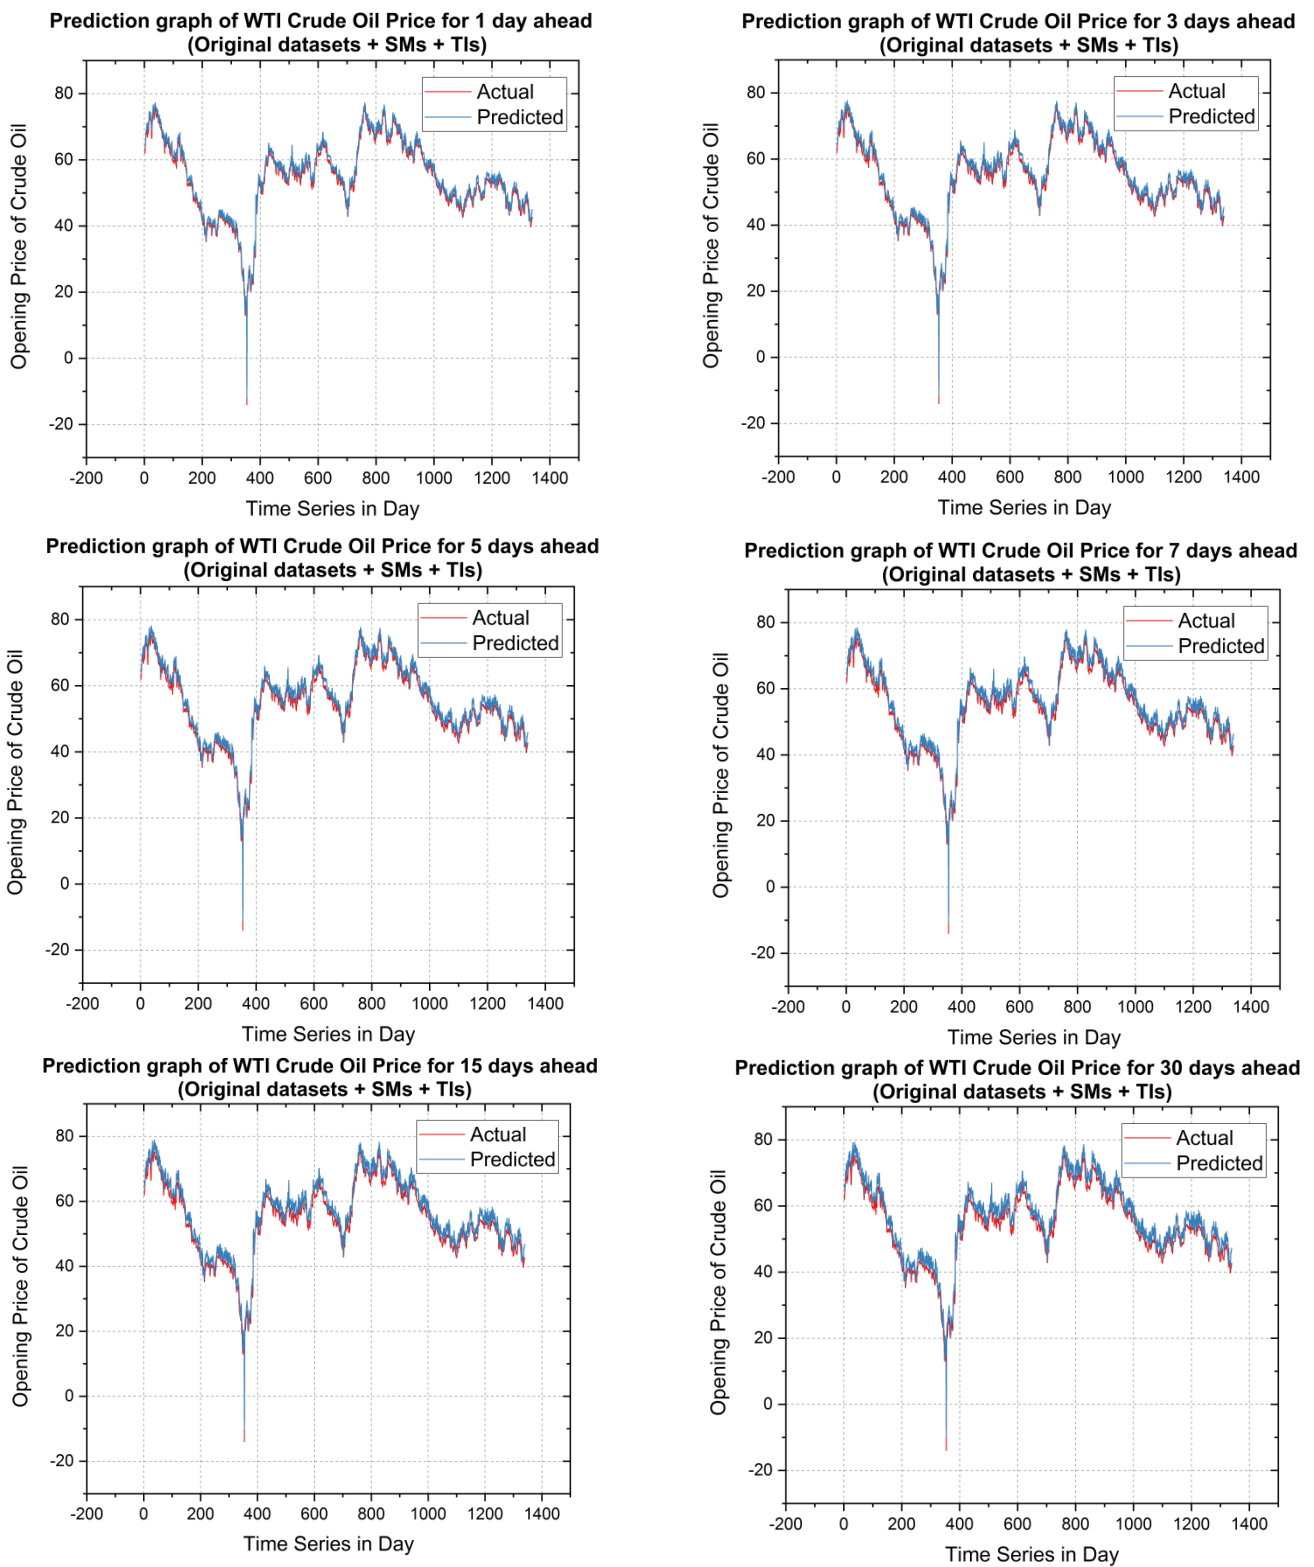 Prediction graph of WTI Crude Oil Price for 1 day ahead
(Original datasets + SMs + TIs)
Actual
Predicted
Opening Price of Crude Oil
80
60
40
20
0
-20
-200 0 200 400 600 800 1000 1200 1400
Time Series in Day
Prediction graph of WTI Crude Oil Price for 3 days ahead
(Original datasets + SMs + TIs)
Actual
Predicted
Opening Price of Crude Oil
80
60
40
20
0
-20
-200 0 200 400 600 800 1000 1200 1400
Time Series in Day
Prediction graph of WTI Crude Oil Price for 5 days ahead
(Original datasets + SMs + TIs)
Actual
Predicted
Opening Price of Crude Oil
80
60
40
20
0
-20
-200 0 200 400 600 800 1000 1200 1400
Time Series in Day
Prediction graph of WTI Crude Oil Price for 7 days ahead
(Original datasets + SMs + TIs)
Actual
Predicted
Opening Price of Crude Oil
80
60
40
20
0
-20
-200 0 200 400 600 800 1000 1200 1400
Time Series in Day
Prediction graph of WTI Crude Oil Price for 15 days ahead
(Original datasets + SMs + TIs)
Actual
Predicted
Opening Price of Crude Oil
80
60
40
20
0
-20
-200 0 200 400 600 800 1000 1200 1400
Time Series in Day
Prediction graph of WTI Crude Oil Price for 30 days ahead
(Original datasets + SMs + TIs)
Actual
Predicted
Opening Price of Crude Oil
80
60
40
20
0
-20
-200 0 200 400 600 800 1000 1200 1400
Time Series in Day